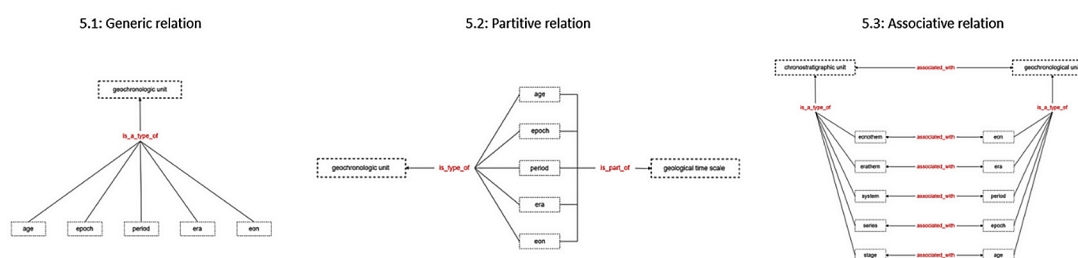 5.1: Generic relation
geochronologic unit
is_a_type_of
age epoch period era eon
5.2: Partitive relation
age
epoch
geochronologic unit is_type_of period is_part_of geological time scale
era
eon
5.3: Associative relation
chronostratigraphic unit associated_with geochronological
is_a_type_of is_a_type_of
eonothem associated_with eon
erathem associated_with era
system associated_with period
series associated_with epoch
stage associated_with age